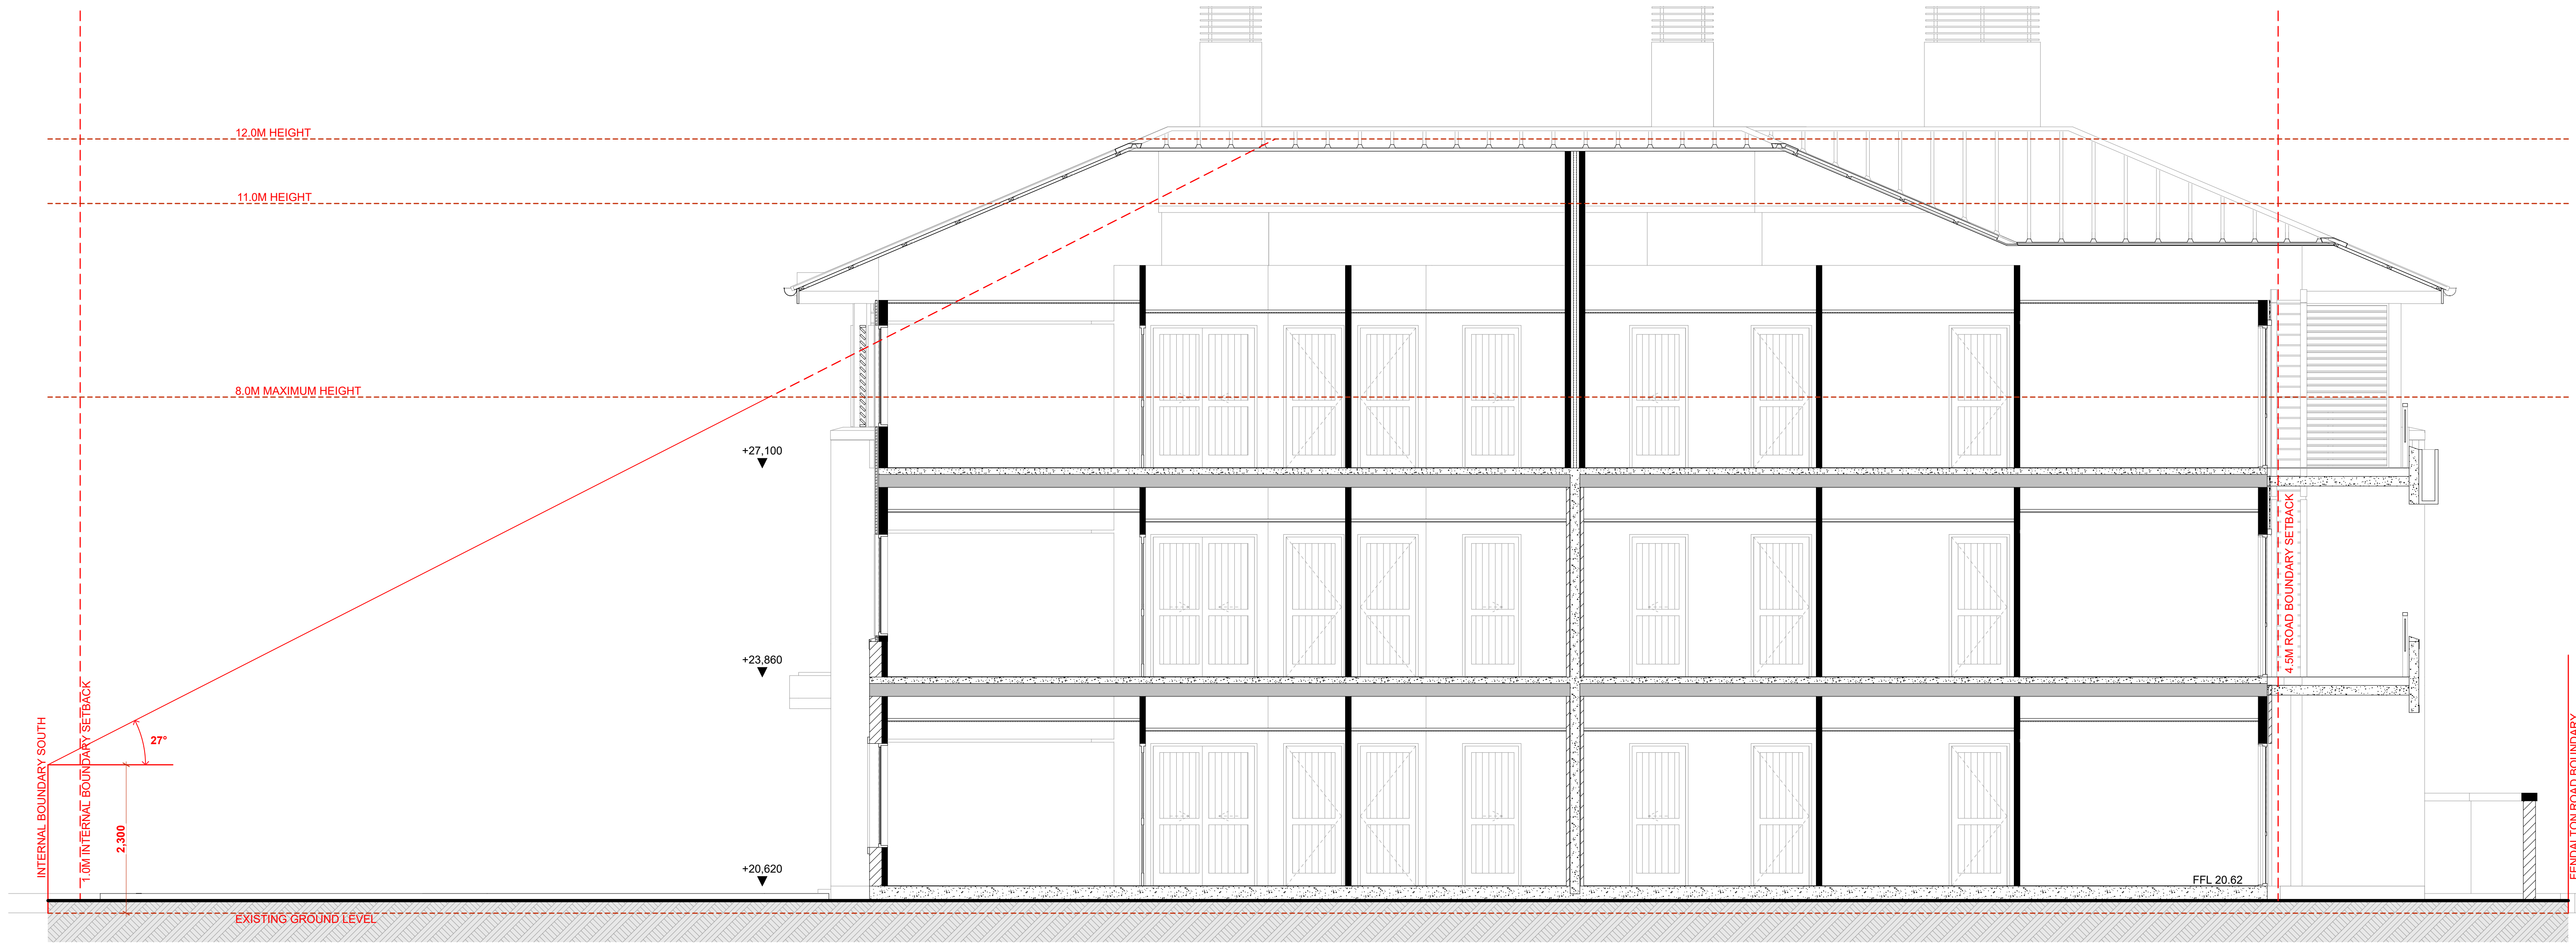 12.0M HEIGHT
11.0M HEIGHT
8.0M MAXIMUM HEIGHT
+27,100
+23,860
+20,620
27°
2,300
INTERNAL BOUNDARY SOUTH
1.0M INTERNAL BOUNDARY SETBACK
4.5M ROAD BOUNDARY SETBACK
FENDALTON ROAD BOUNDARY
FFL 20.62
EXISTING GROUND LEVEL